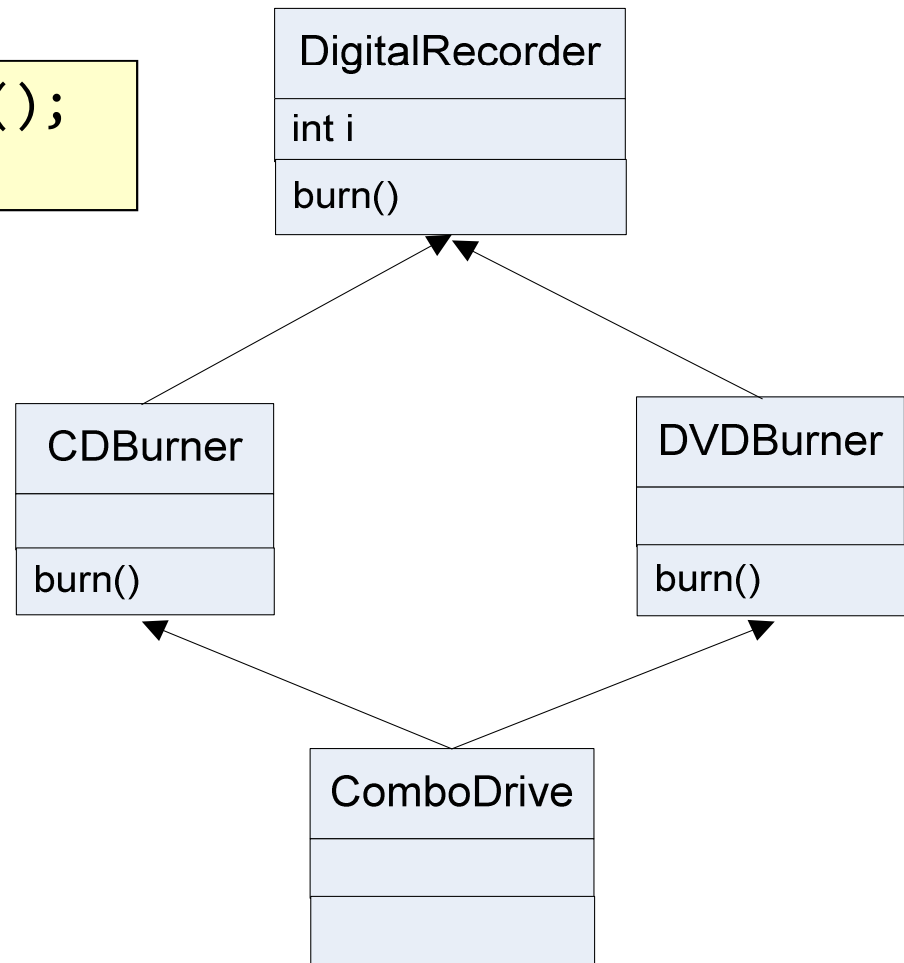 ();
DigitalRecorder
int i
burn()
CDBurner
burn()
DVDBurner
burn()
ComboDrive